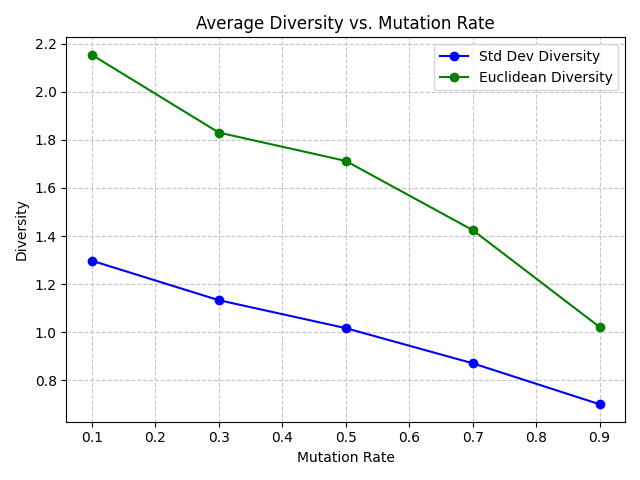 Average Diversity vs. Mutation Rate
Std Dev Diversity
Euclidean Diversity
Diversity
2.2
2.0
1.8
1.6
1.4
1.2
1.0
0.8
0.1 0.2 0.3 0.4 0.5 0.6 0.7 0.8 0.9
Mutation Rate